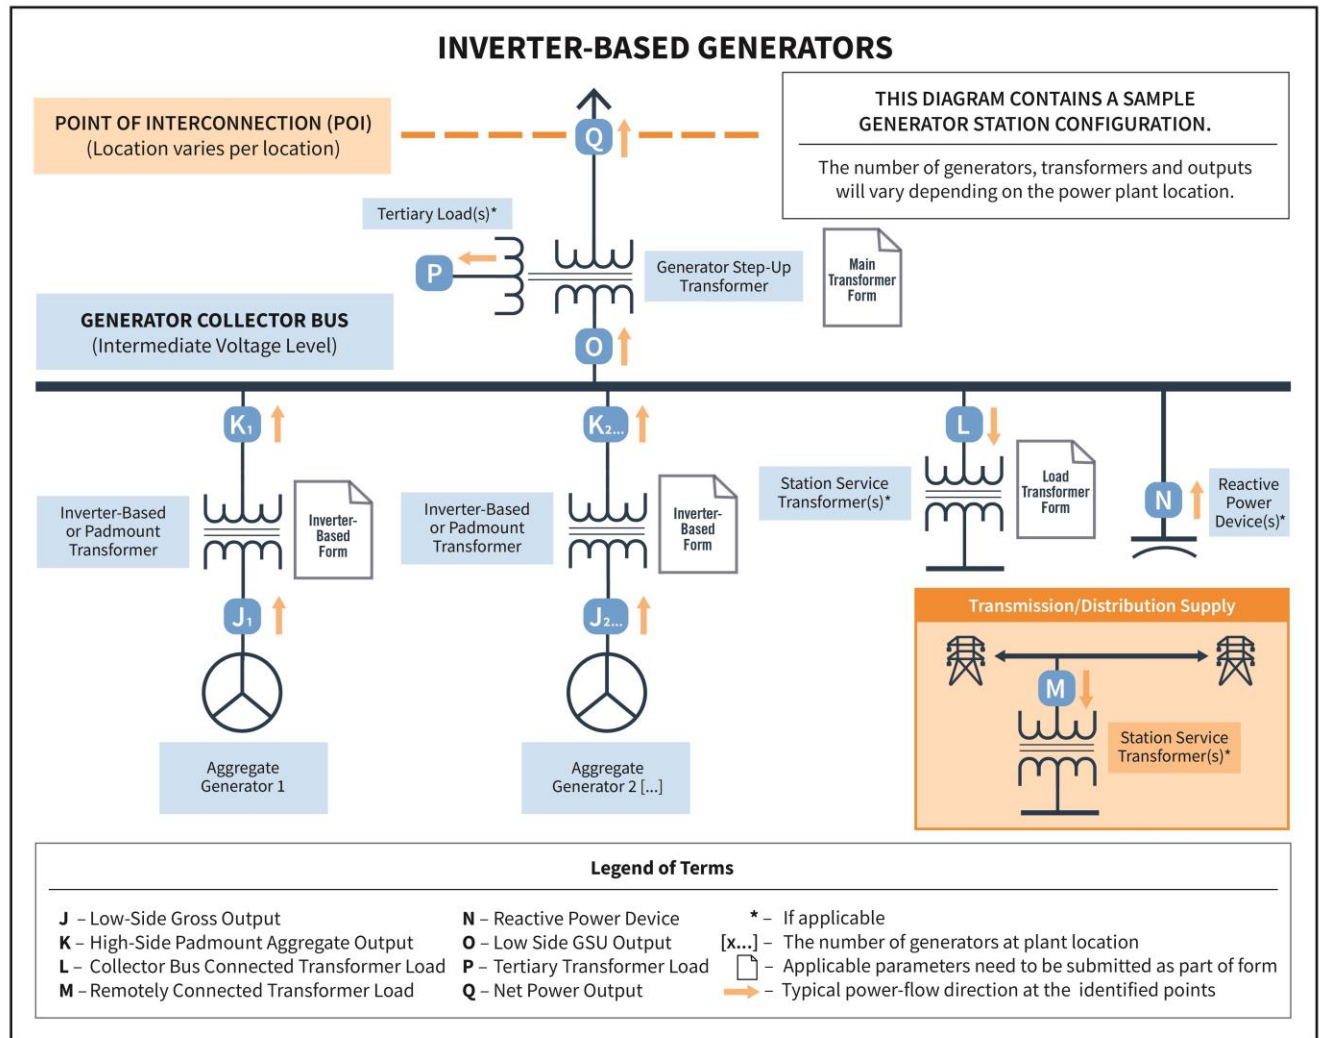 INVERTER-BASED GENERATORS
POINT OF INTERCONNECTION (POI)
(Location varies per location)
Q
THIS DIAGRAM CONTAINS A SAMPLE
GENERATOR STATION CONFIGURATION.
The number of generators, transformers and outputs
will vary depending on the power plant location.
Tertiary Load(s)*
P
Generator Step-Up
Transformer
Main
Transformer
Form
GENERATOR COLLECTOR BUS
(Intermediate Voltage Level)
O
K1
K2...
L
Inverter-Based
or Padmount
Transformer
Inverter-
Based
Form
Inverter-Based
or Padmount
Transformer
Inverter-
Based
Form
Station Service
Transformer(s)*
Load
Transformer
Form
N
Reactive
Power
Device(s)*
J1
J2...
Transmission/Distribution Supply
M
Station Service
Transformer(s)*
Aggregate
Generator 1
Aggregate
Generator 2 [...]
Legend of Terms
J – Low-Side Gross Output
K – High-Side Padmount Aggregate Output
L – Collector Bus Connected Transformer Load
M – Remotely Connected Transformer Load
N – Reactive Power Device
O – Low Side GSU Output
P – Tertiary Transformer Load
Q – Net Power Output
* – If applicable
[x...] – The number of generators at plant location
– Applicable parameters need to be submitted as part of form
– Typical power-flow direction at the identified points